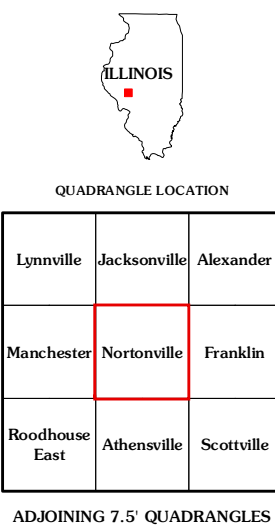 ILLINOIS
QUADRANGLE LOCATION
Lynnville Jacksonville Alexander
Manchester Nortonville Franklin
Roodhouse
East Athensville Scottville
ADJOINING 7.5' QUADRANGLES